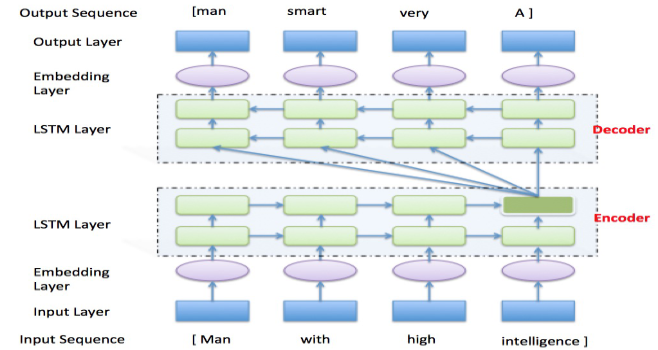 Output Sequence [man smart very A ]
Output Layer
Embedding
Layer
LSTM Layer
Decoder
LSTM Layer
Encoder
Embedding
Layer
Input Layer
Input Sequence [ Man with high intelligence ]